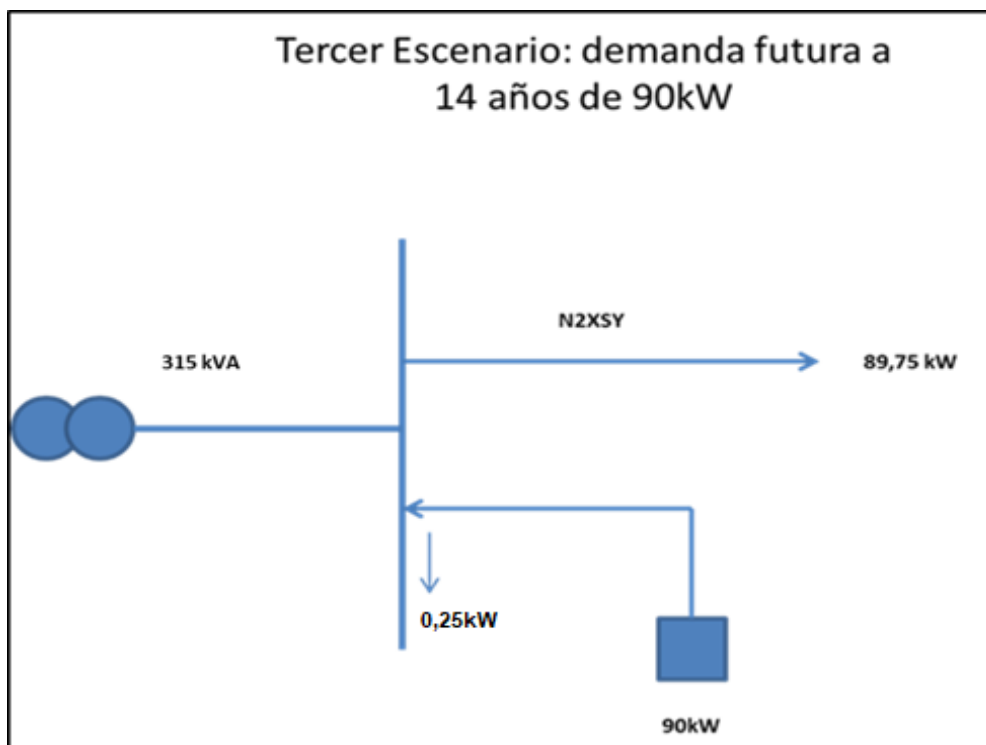 Tercer Escenario: demanda futura a
14 años de 90kW
N2XSY
315 kVA
89,75 kW
0,25kW
90kW